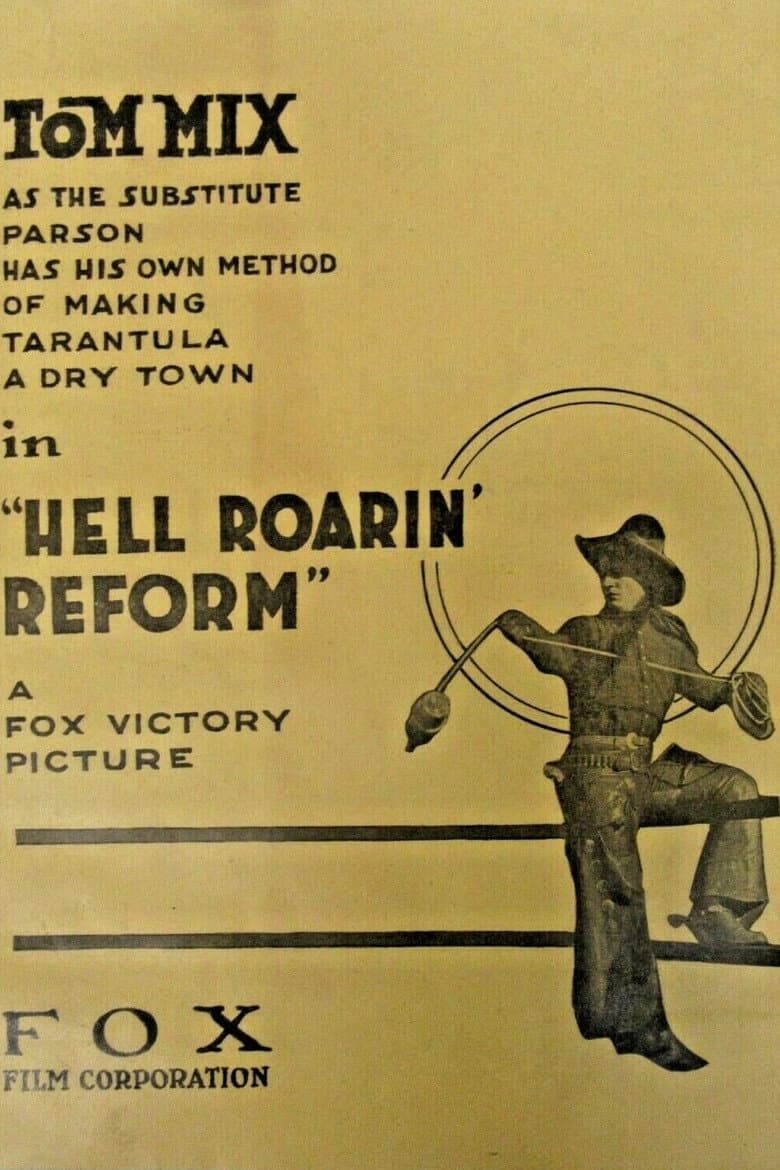 TOM MIX
AS THE SUBSTITUTE
PARSON
HAS HIS OWN METHOD
OF MAKING
TARANTULA
A DRY TOWN
in
"HELL ROARIN'
REFORM"
A
FOX VICTORY
PICTURE
FOX
FILM CORPORATION